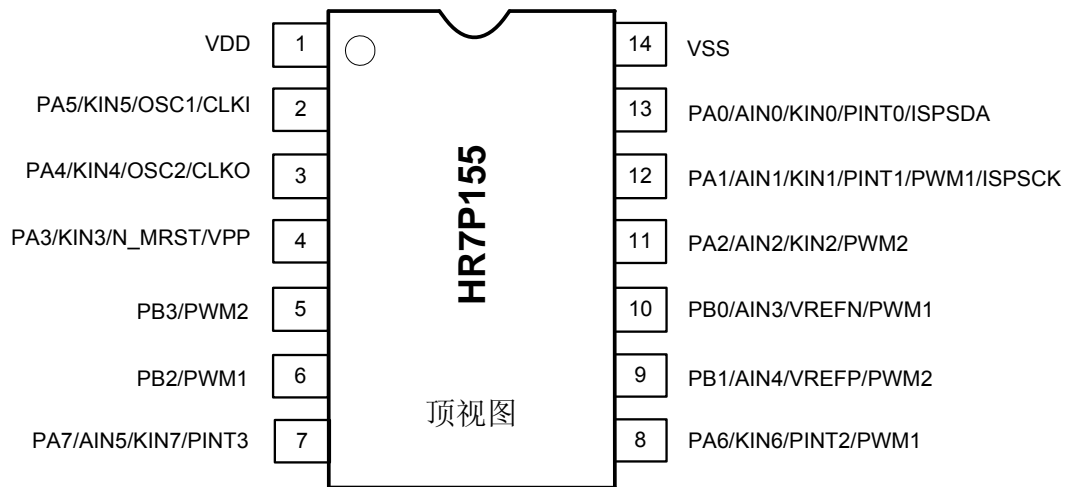 VDD 1
14 VSS
PA5/KIN5/OSC1/CLKI 2
13 PA0/AIN0/KIN0/PINT0/ISPSDA
PA4/KIN4/OSC2/CLKO 3
12 PA1/AIN1/KIN1/PINT1/PWM1/ISPSCK
PA3/KIN3/N_MRST/VPP 4
11 PA2/AIN2/KIN2/PWM2
HR7P155
PB3/PWM2 5
10 PB0/AIN3/VREFN/PWM1
PB2/PWM1 6
9 PB1/AIN4/VREFP/PWM2
顶视图
PA7/AIN5/KIN7/PINT3 7
8 PA6/KIN6/PINT2/PWM1